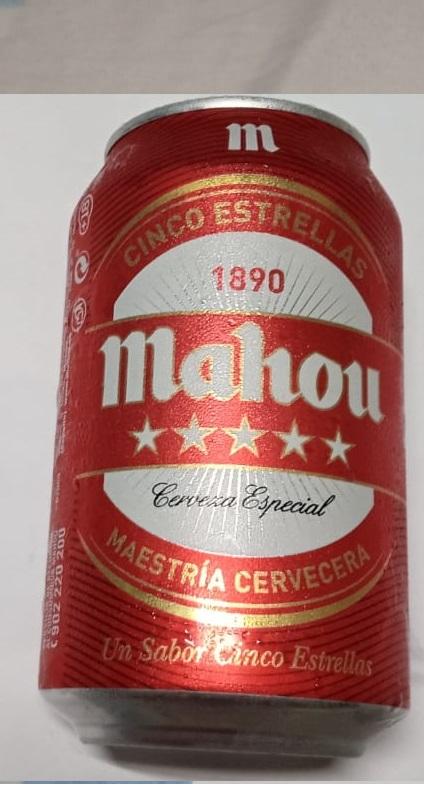 m
CINCO ESTRELLAS
1890
Mahou
Cerveza Especial
MAESTRÍA CERVECERA
Un Sabor Cinco Estrellas
902 220 200